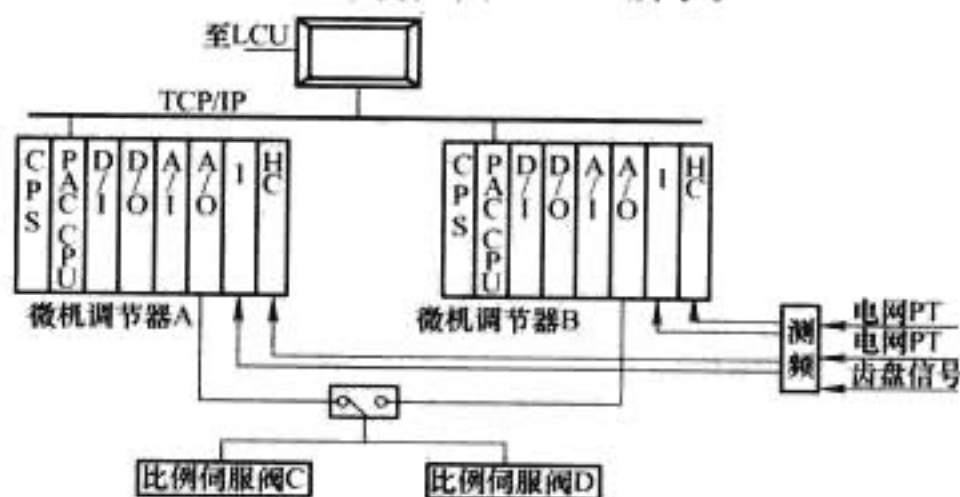 至LCU
TCP/IP
CPS
PAC CPU
D/I
D/O
A/I
A/O
I
HC
CPS
PAC CPU
D/I
D/O
A/I
A/O
I
HC
微机调节器A
微机调节器B
测频
电网PT
电网PT
齿盘信号
比例伺服阀C
比例伺服阀D